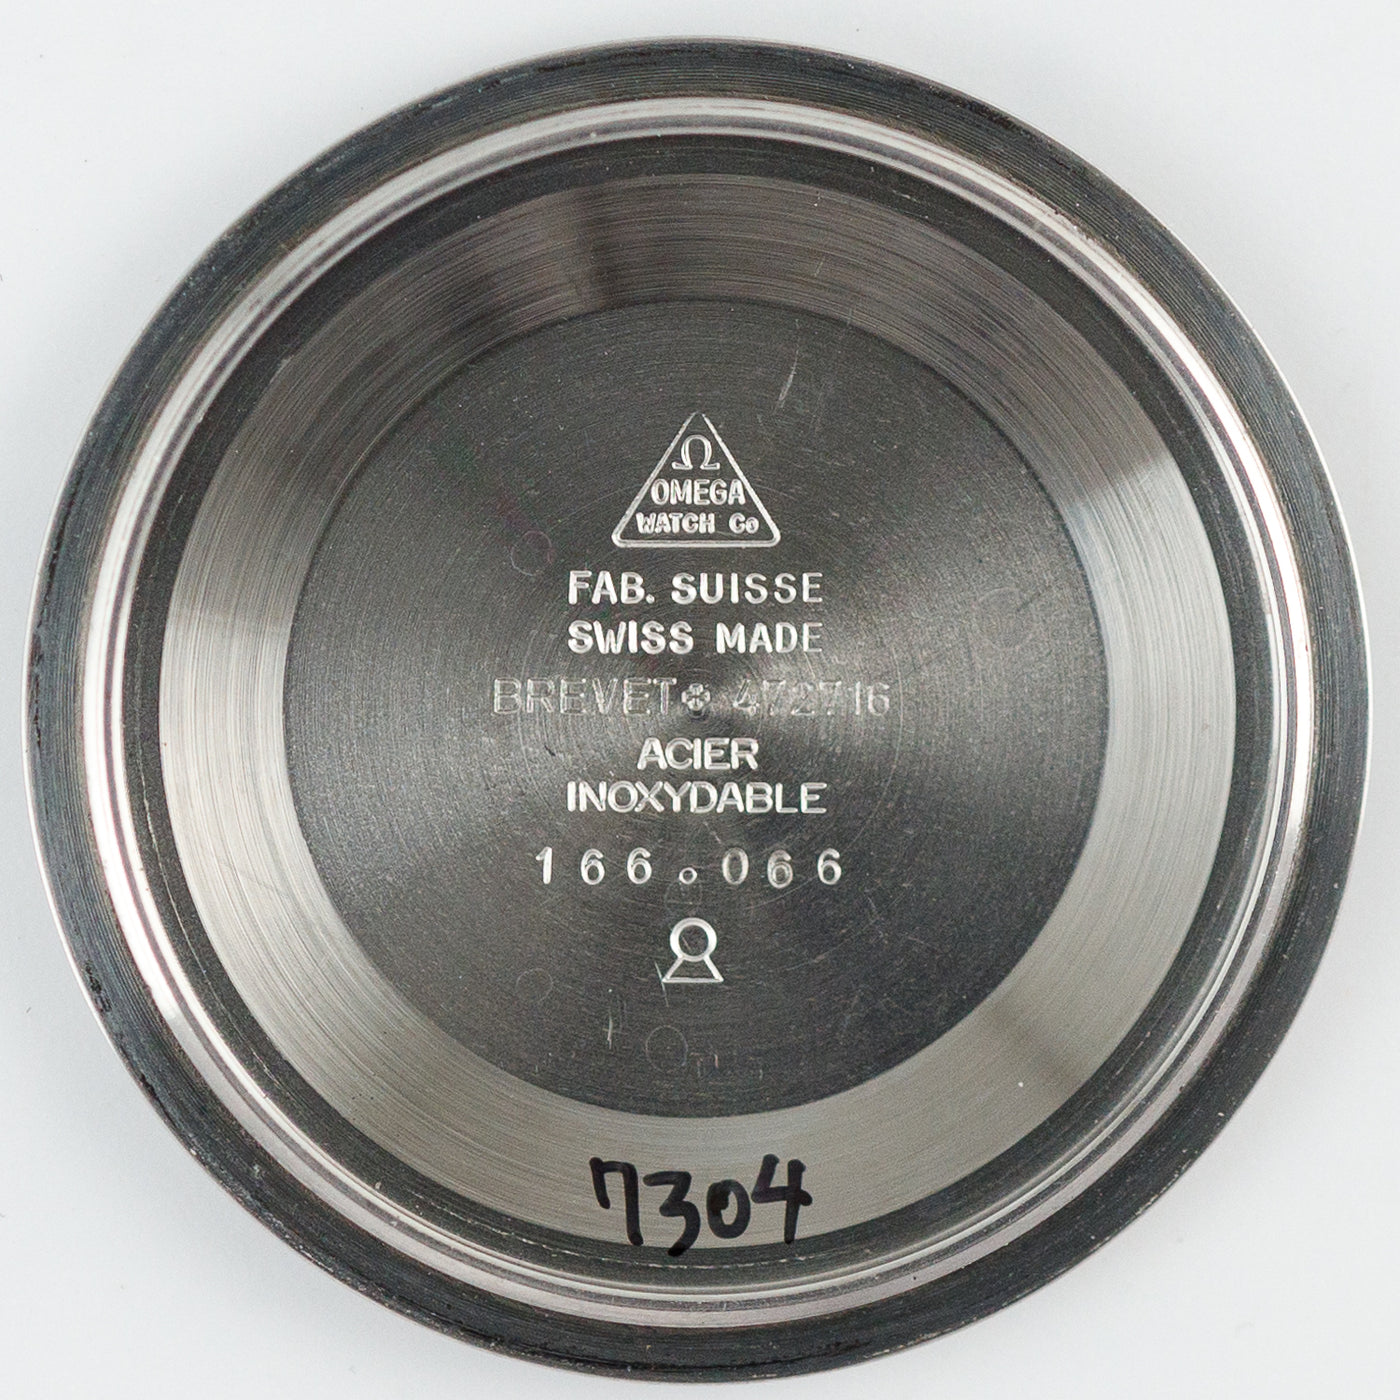 Ω
OMEGA
WATCH Co
FAB. SUISSE
SWISS MADE
BREVET✤ 472716
ACIER
INOXYDABLE
166.066
7304